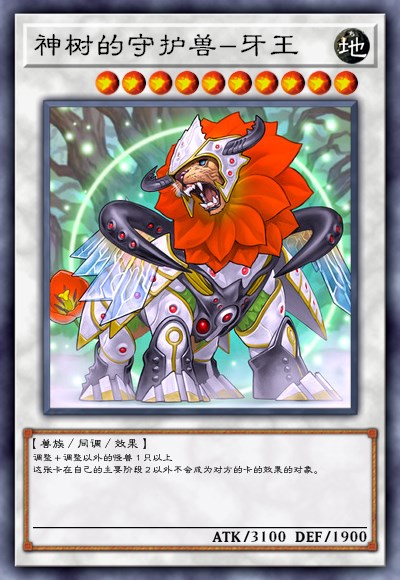 神树的守护兽-牙王
地
【兽族／同调／效果】
调整＋调整以外的怪兽１只以上
这张卡在自己的主要阶段２以外不会成为对方的卡的效果的对象。
ATK/3100 DEF/1900